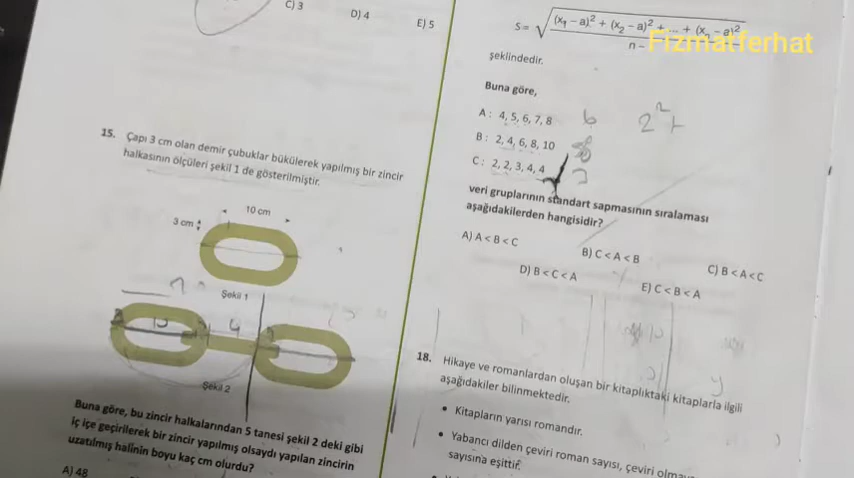 C) 3
D) 4
E) 5
15. Çapı 3 cm olan demir çubuklar bükülerek yapılmış bir zincir
halkasının ölçüleri şekil 1 de gösterilmiştir.
10 cm
3 cm
Şekil 1
Şekil 2
Buna göre, bu zincir halkalarından 5 tanesi şekil 2 deki gibi
iç içe geçirilerek bir zincir yapılmış olsaydı yapılan zincirin
uzatılmış halinin boyu kaç cm olurdu?
A) 48
S = √ (x₁ – a)² + (x₂ – a)² + ... + (xₙ – a)²
n –
Fizmatferhat
şeklindedir.
Buna göre,
A : 4, 5, 6, 7, 8
B : 2, 4, 6, 8, 10
C : 2, 2, 3, 4, 4
veri gruplarının standart sapmasının sıralaması
aşağıdakilerden hangisidir?
A) A < B < C
B) C < A < B
C) B < A < C
D) B < C < A
E) C < B < A
18. Hikaye ve romanlardan oluşan bir kitaplıktaki kitaplarla ilgili
aşağıdakiler bilinmektedir.
• Kitapların yarısı romandır.
• Yabancı dilden çeviri roman sayısı, çeviri
sayısına eşittir.